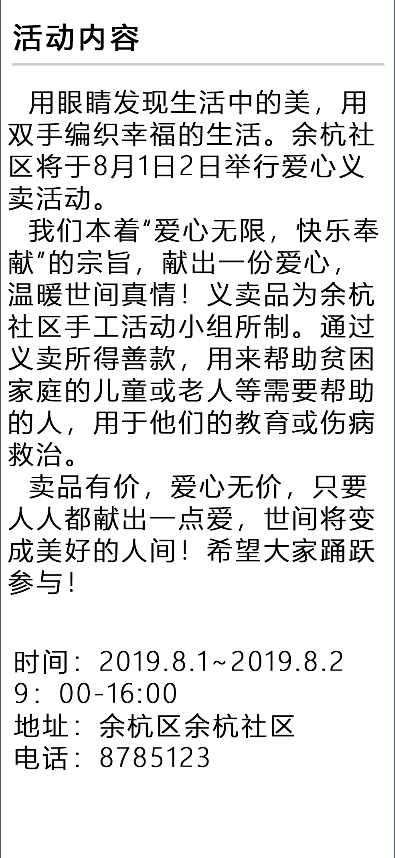 活动内容
用眼睛发现生活中的美，用
双手编织幸福的生活。余杭社
区将于8月1日2日举行爱心义
卖活动。
我们本着“爱心无限，快乐奉
献”的宗旨，献出一份爱心，
温暖世间真情！义卖品为余杭
社区手工活动小组所制。通过
义卖所得善款，用来帮助贫困
家庭的儿童或老人等需要帮助
的人，用于他们的教育或伤病
救治。
卖品有价，爱心无价，只要
人人都献出一点爱，世间将变
成美好的人间！希望大家踊跃
参与！
时间：2019.8.1~2019.8.2
9：00-16:00
地址：余杭区余杭社区
电话：8785123